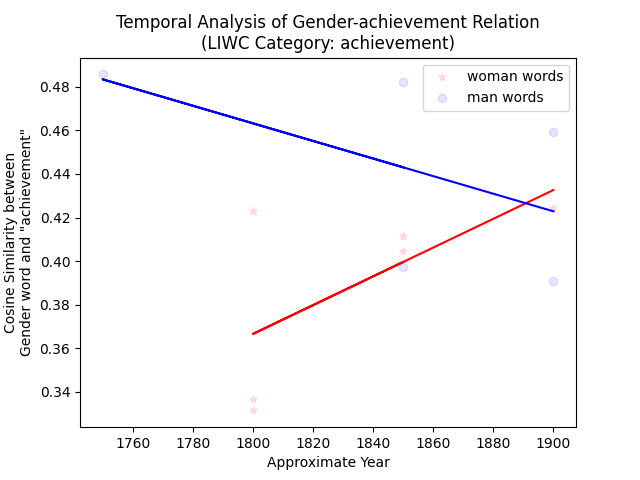 Temporal Analysis of Gender-achievement Relation
(LIWC Category: achievement)
woman words
man words
Cosine Similarity between
Gender word and "achievement"
0.48
0.46
0.44
0.42
0.40
0.38
0.36
0.34
1760 1780 1800 1820 1840 1860 1880 1900
Approximate Year